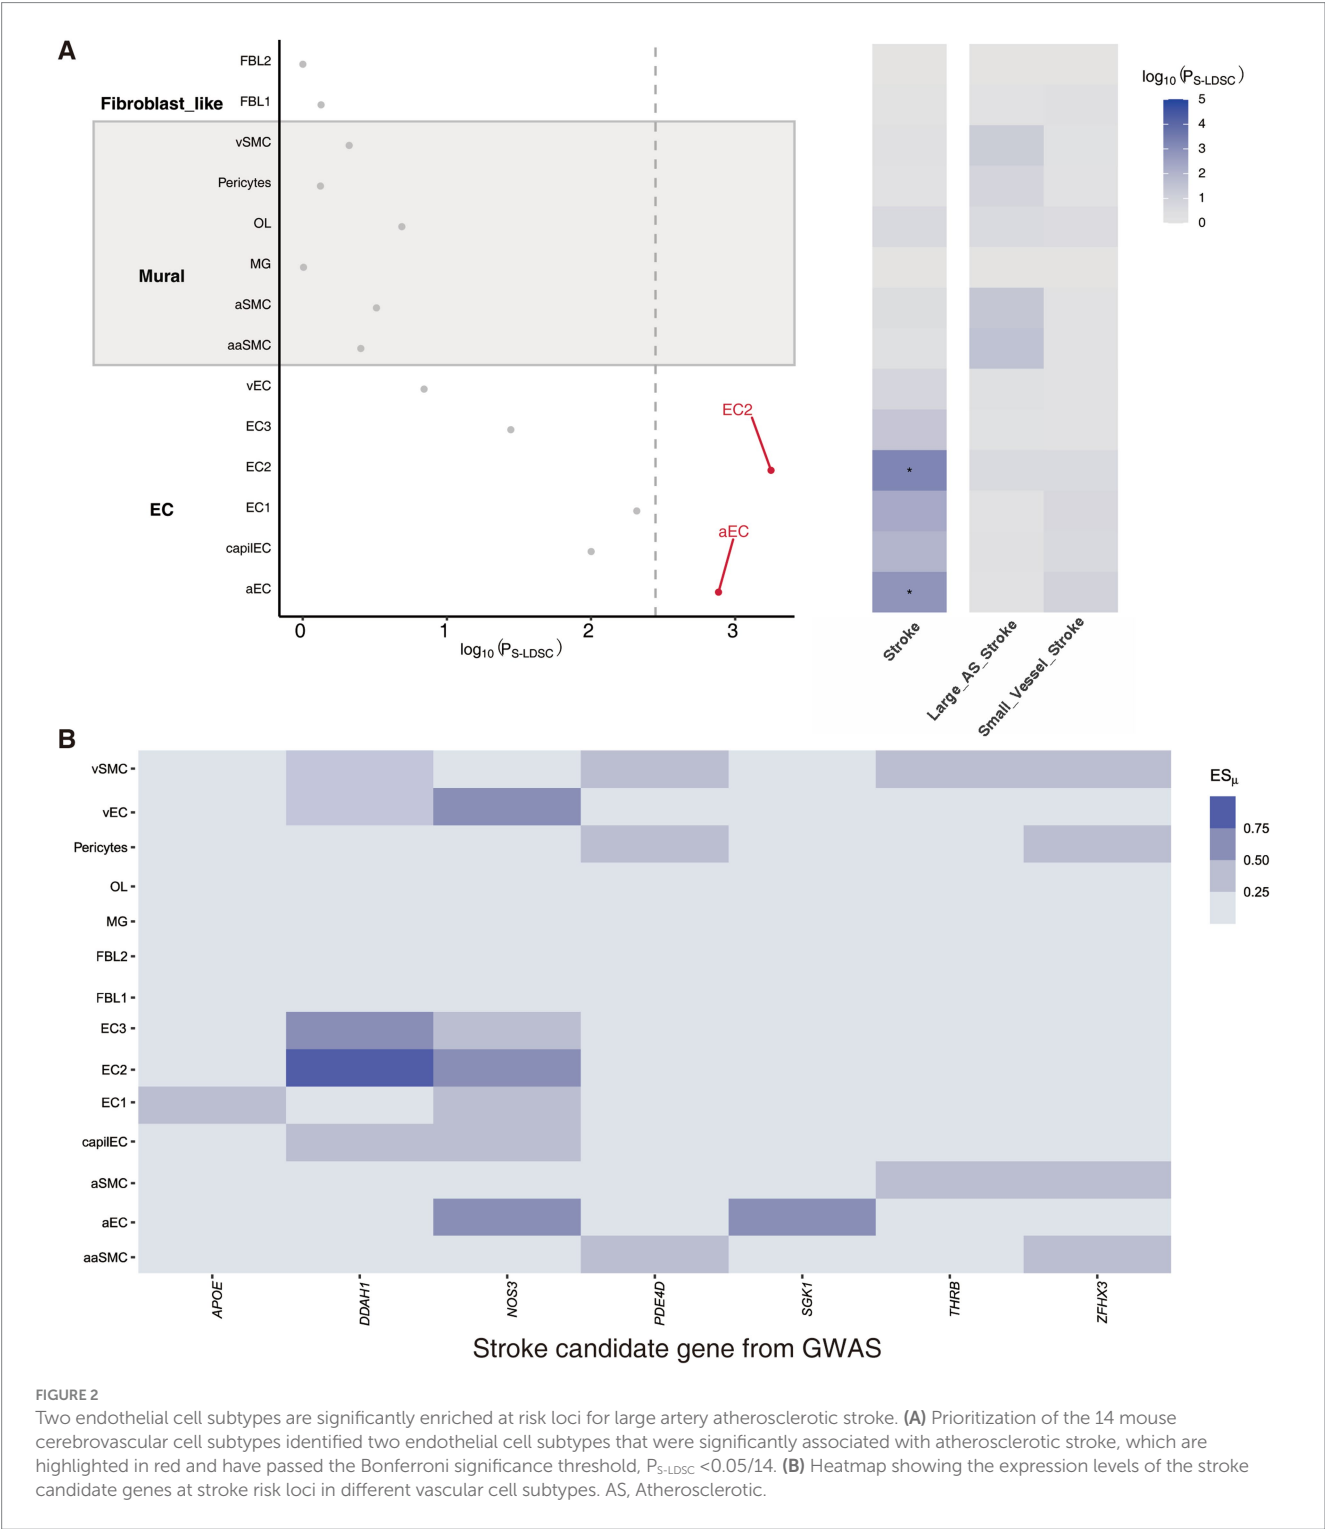 A
FBL2
Fibroblast_like FBL1
vSMC
Pericytes
OL
MG
Mural
aSMC
aaSMC
vEC
EC3
EC2
EC
EC1
capilEC
aEC
EC2
aEC
0 1 2 3
log10 (PS-LDSC)
*
*
Stroke
Large_AS_Stroke
Small_Vessel_Stroke
log10 (PS-LDSC)
5
4
3
2
1
0
B
vSMC
vEC
Pericytes
OL
MG
FBL2
FBL1
EC3
EC2
EC1
capilEC
aSMC
aEC
aaSMC
APOE
DDAH1
NOS3
PDE4D
SGK1
THRB
ZFHX3
Stroke candidate gene from GWAS
ESμ
0.75
0.50
0.25
FIGURE 2
Two endothelial cell subtypes are significantly enriched at risk loci for large artery atherosclerotic stroke. (A) Prioritization of the 14 mouse
cerebrovascular cell subtypes identified two endothelial cell subtypes that were significantly associated with atherosclerotic stroke, which are
highlighted in red and have passed the Bonferroni significance threshold, PS-LDSC <0.05/14. (B) Heatmap showing the expression levels of the stroke
candidate genes at stroke risk loci in different vascular cell subtypes. AS, Atherosclerotic.